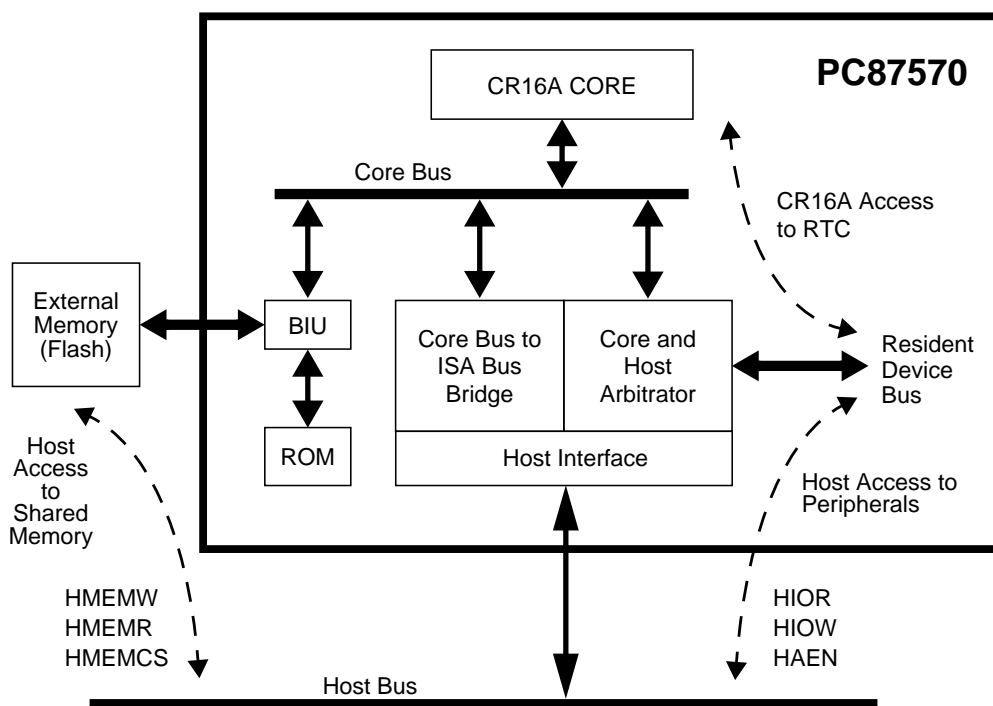 PC87570
CR16A CORE
Core Bus
CR16A Access
to RTC
External
Memory
(Flash)
BIU
Core Bus to
ISA Bus
Bridge
Core and
Host
Arbitrator
Resident
Device
Bus
ROM
Host Interface
Host
Access
to
Shared
Memory
Host Access to
Peripherals
HMEMW
HMEMR
HMEMCS
HIOR
HIOW
HAEN
Host Bus